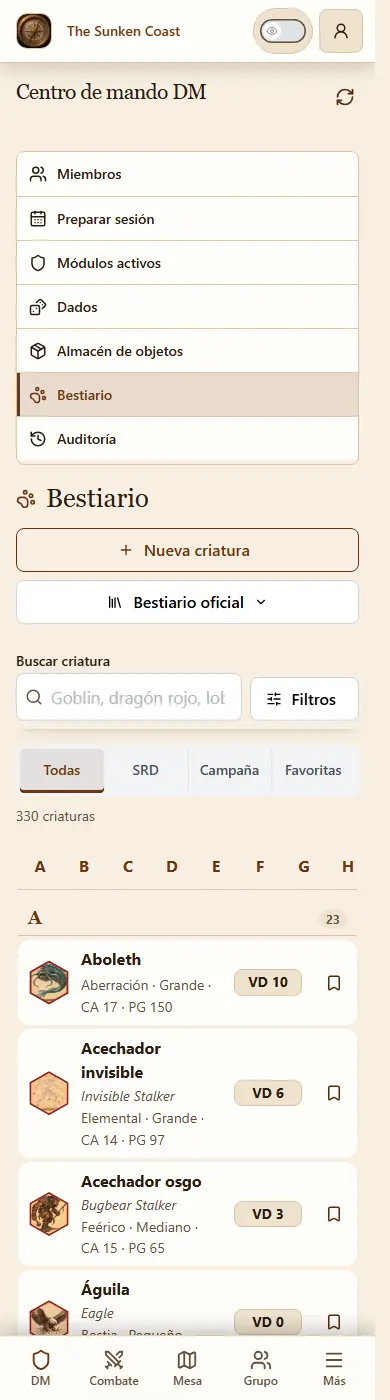 The Sunken Coast
Centro de mando DM
Miembros
Preparar sesión
Módulos activos
Dados
Almacén de objetos
Bestiario
Auditoría
Bestiario
Nueva criatura
Bestiario oficial
Buscar criatura
Goblin, dragón rojo, lob
Filtros
Todas
SRD
Campaña
Favoritas
330 criaturas
A B C D E F G H
A
23
Aboleth
Aberración · Grande ·
CA 17 · PG 150
VD 10
Acechador
invisible
Invisible Stalker
Elemental · Grande ·
CA 14 · PG 97
VD 6
Acechador osgo
Bugbear Stalker
Feérico · Mediano ·
CA 15 · PG 65
VD 3
Águila
Eagle
Bestia · Pequeño ·
VD 0
DM
Combate
Mesa
Grupo
Más